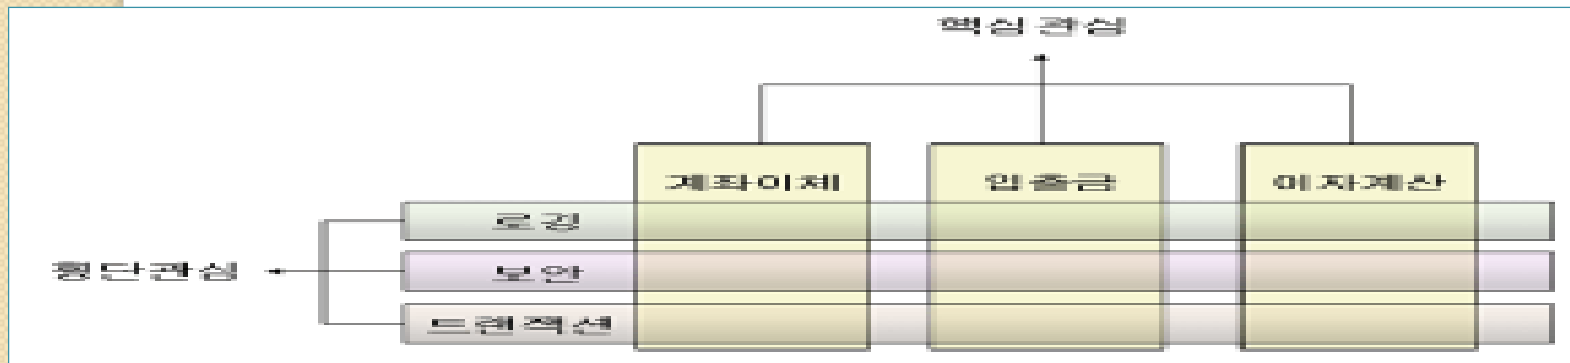 핵심 관심
계좌이체
입출금
이자계산
로깅
횡단관심
보안
트랜잭션